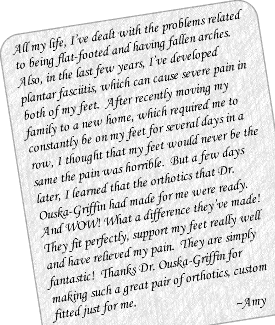 All my life, I've dealt with the problems related
to being flat-footed and having fallen arches.
Also, in the last few years, I've developed
plantar fasciitis, which can cause severe pain in
both of my feet. After recently moving my
family to a new home, which required me to
constantly be on my feet for several days in a
row, I thought that my feet would never be the
same the pain was horrible. But a few days
later, I learned that the orthotics that Dr.
Ouska-Griffin had made for me were ready.
And WOW! What a difference they've made!
They fit perfectly, support my feet really well
and have relieved my pain. They are simply
fantastic! Thanks Dr. Ouska-Griffin for
making such a great pair of orthotics, custom
fitted just for me.
~Amy